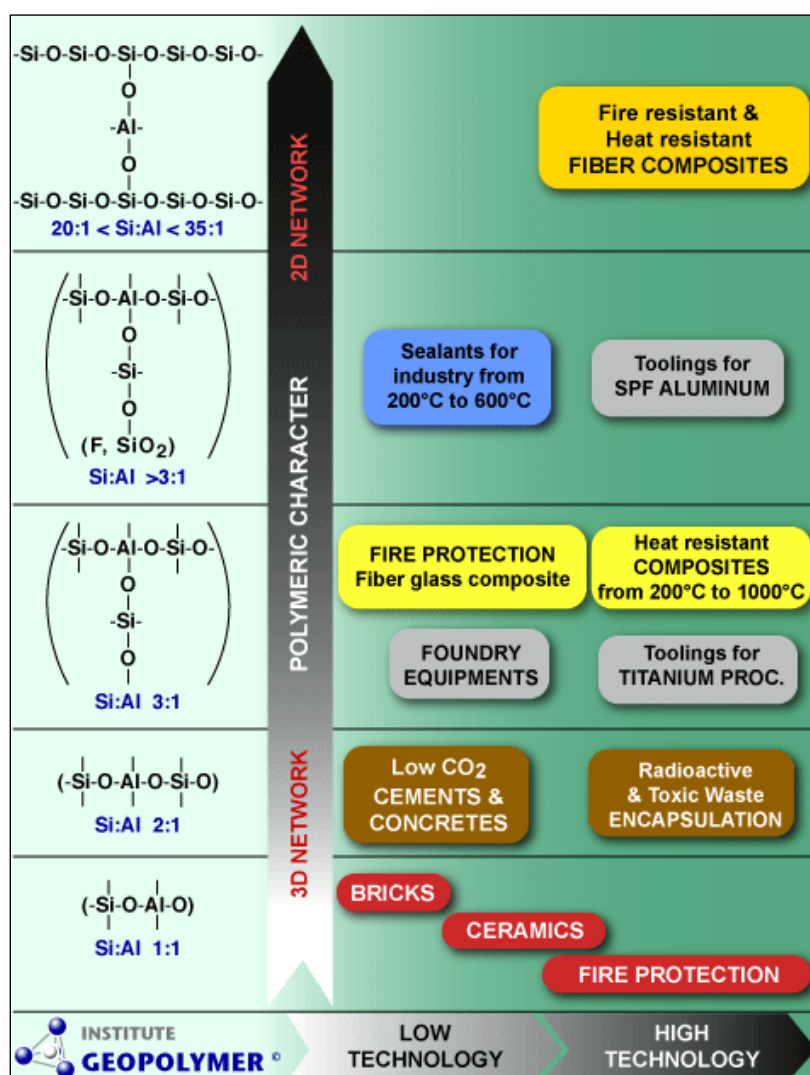 -Si-O-Si-O-Si-O-Si-O-Si-O-
O
-Al-
O
-Si-O-Si-O-Si-O-Si-O-Si-O-
20:1 < Si:Al < 35:1
Fire resistant &
Heat resistant
FIBER COMPOSITES
2D NETWORK
-Si-O-Al-O-Si-O-
O
-Si-
O
(F, SiO2)
Si:Al >3:1
Sealants for
industry from
200°C to 600°C
Toolings for
SPF ALUMINUM
POLYMERIC CHARACTER
-Si-O-Al-O-Si-O-
O
-Si-
O
Si:Al 3:1
FIRE PROTECTION
Fiber glass composite
Heat resistant
COMPOSITES
from 200°C to 1000°C
FOUNDRY
EQUIPMENTS
Toolings for
TITANIUM PROC.
(-Si-O-Al-O-Si-O)
Si:Al 2:1
Low CO2
CEMENTS &
CONCRETES
Radioactive
& Toxic Waste
ENCAPSULATION
3D NETWORK
(-Si-O-Al-O)
Si:Al 1:1
BRICKS
CERAMICS
FIRE PROTECTION
INSTITUTE
GEOPOLYMER ©
LOW
TECHNOLOGY
HIGH
TECHNOLOGY